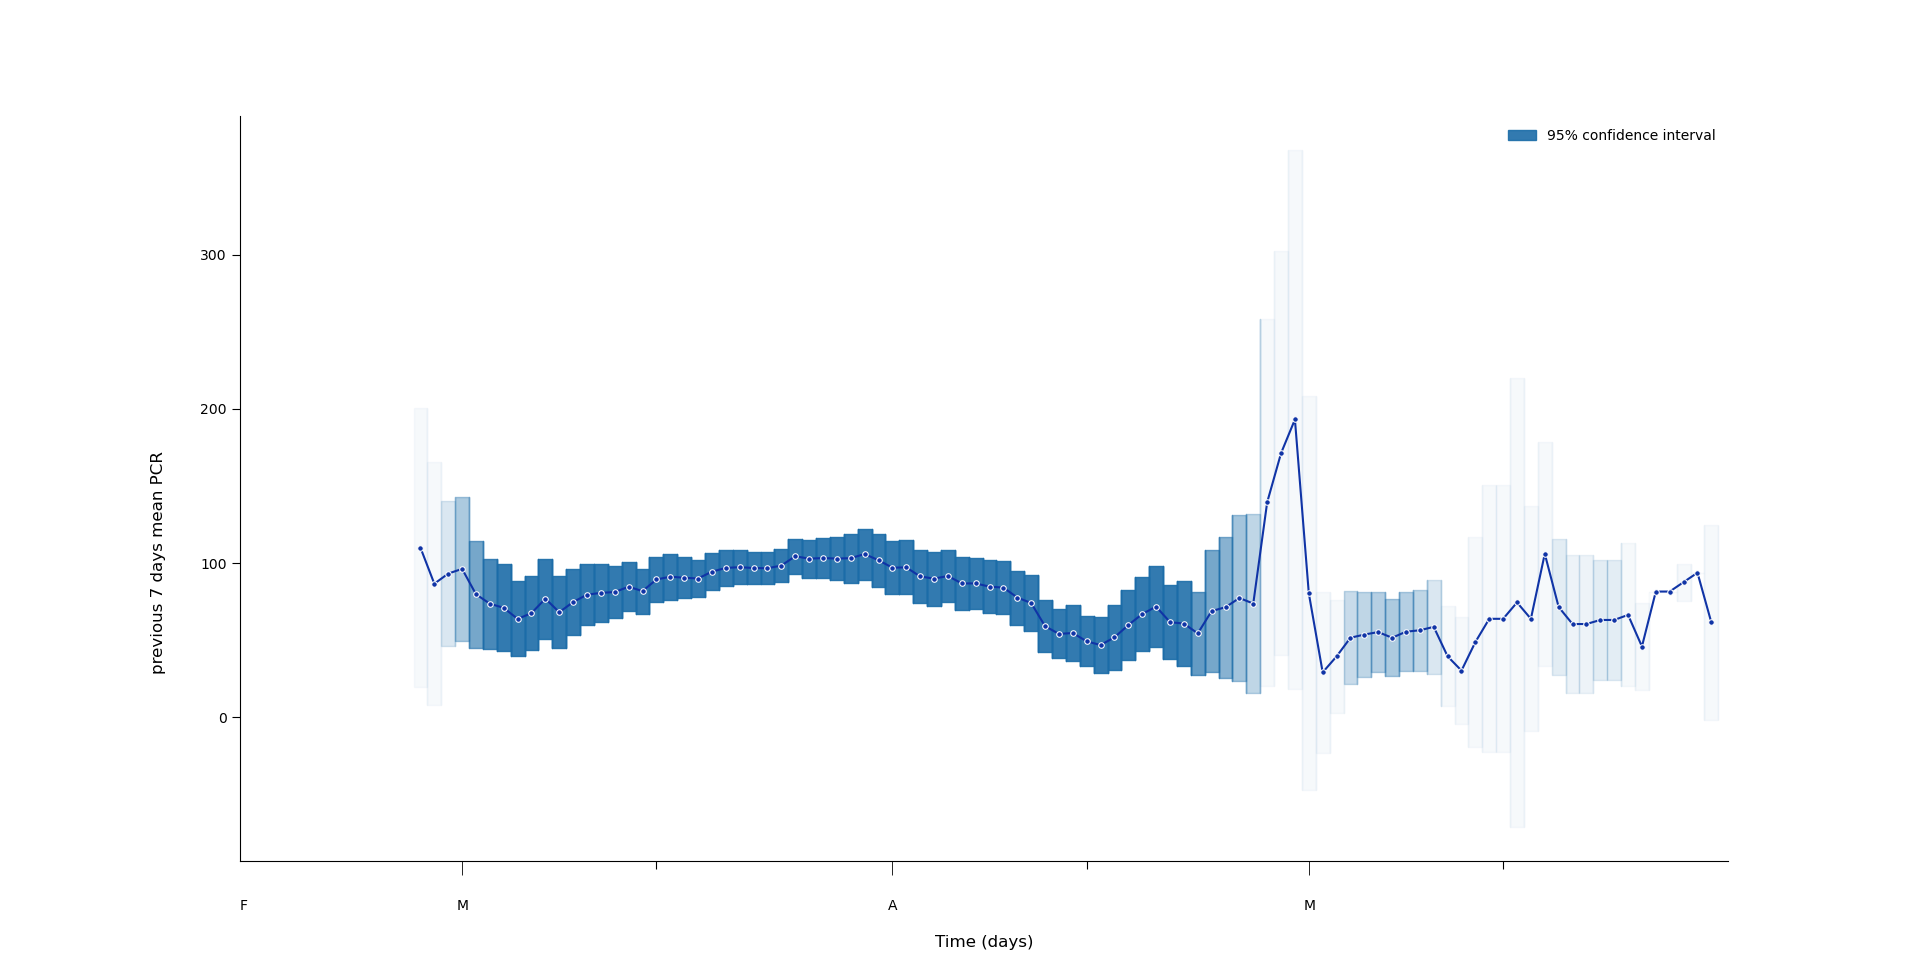 95% confidence interval
300
200
100
0
previous 7 days mean PCR
F M A M
Time (days)